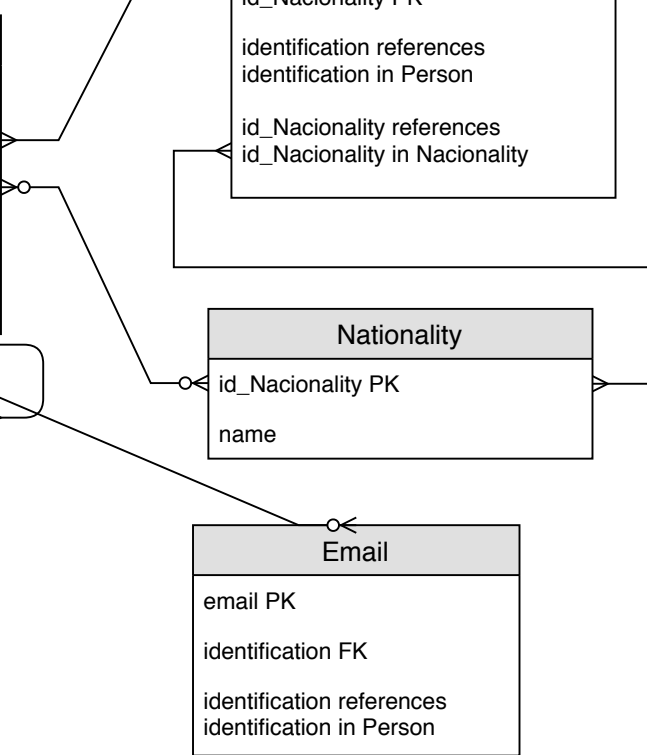 id_Nacionality PK
identification references
identification in Person
id_Nacionality references
id_Nacionality in Nacionality
Nationality
id_Nacionality PK
name
Email
email PK
identification FK
identification references
identification in Person